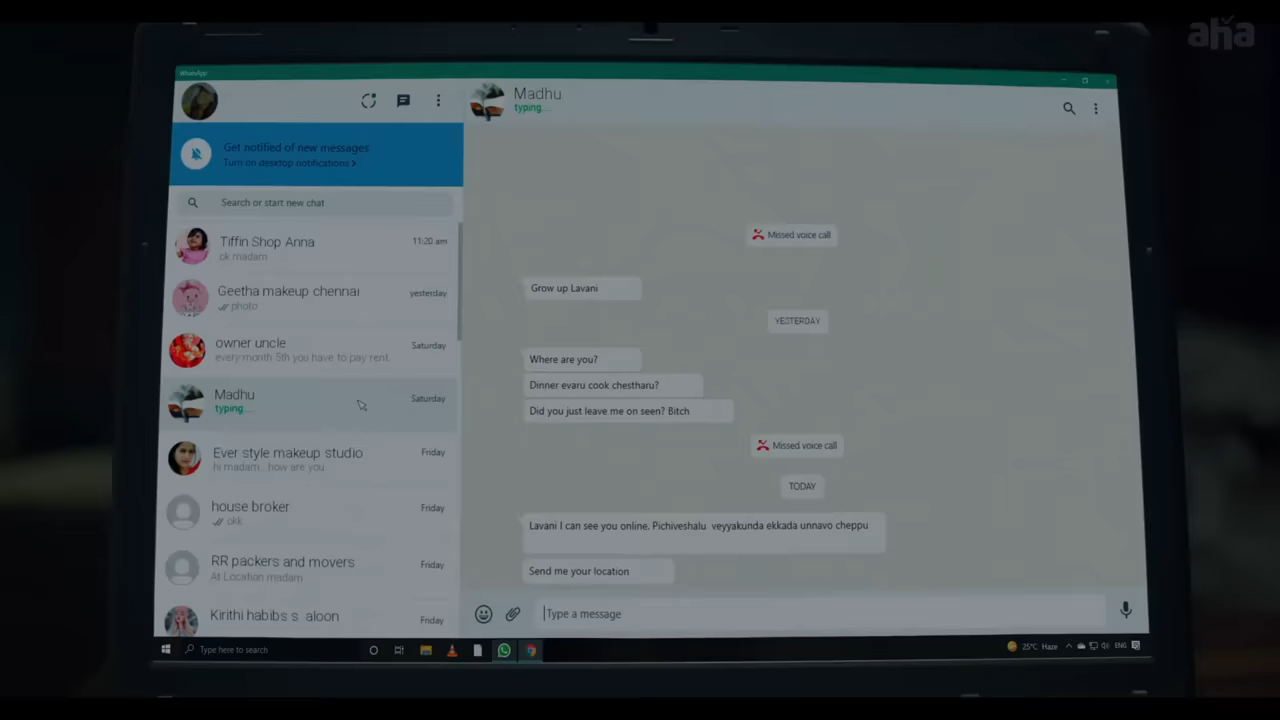 aha
WhatsApp
Get notified of new messages
Turn on desktop notifications >
Search or start new chat
Tiffin Shop Anna
11:20 am
ok madam
Geetha makeup chennai
yesterday
photo
owner uncle
Saturday
every month 5th you have to pay rent.
Madhu
Saturday
typing...
Ever style makeup studio
Friday
hi madam.. how are you
house broker
Friday
okk
RR packers and movers
Friday
At Location madam
Kirithi habibs s aloon
Friday
Madhu
typing...
Missed voice call
Grow up Lavani
YESTERDAY
Where are you?
Dinner evaru cook chestharu?
Did you just leave me on seen? Bitch
Missed voice call
TODAY
Lavani I can see you online. Pichiveshalu veyyakunda ekkada unnavo cheppu
Send me your location
Type a message
Type here to search
25°C Haze
ENG